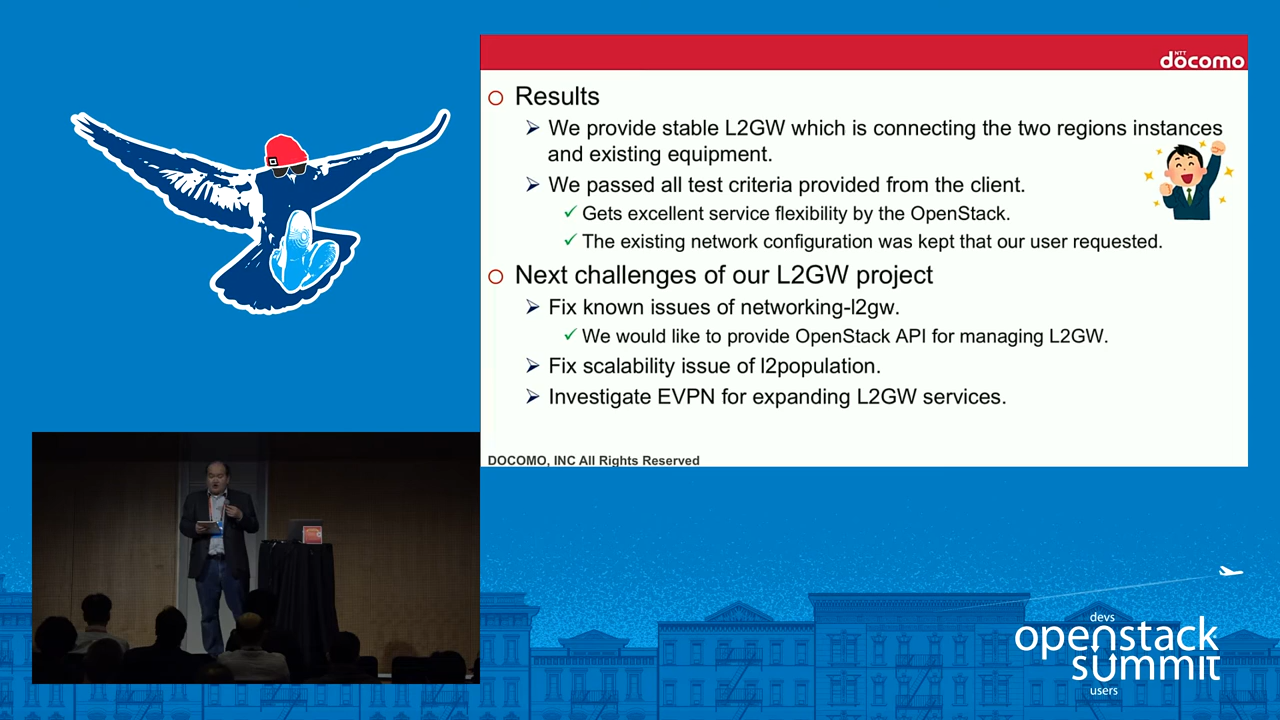 NTT
döcomo
Results
We provide stable L2GW which is connecting the two regions instances
and existing equipment.
We passed all test criteria provided from the client.
Gets excellent service flexibility by the OpenStack.
The existing network configuration was kept that our user requested.
Next challenges of our L2GW project
Fix known issues of networking-l2gw.
We would like to provide OpenStack API for managing L2GW.
Fix scalability issue of l2population.
Investigate EVPN for expanding L2GW services.
DOCOMO, INC All Rights Reserved
devs
openstack
summit
users